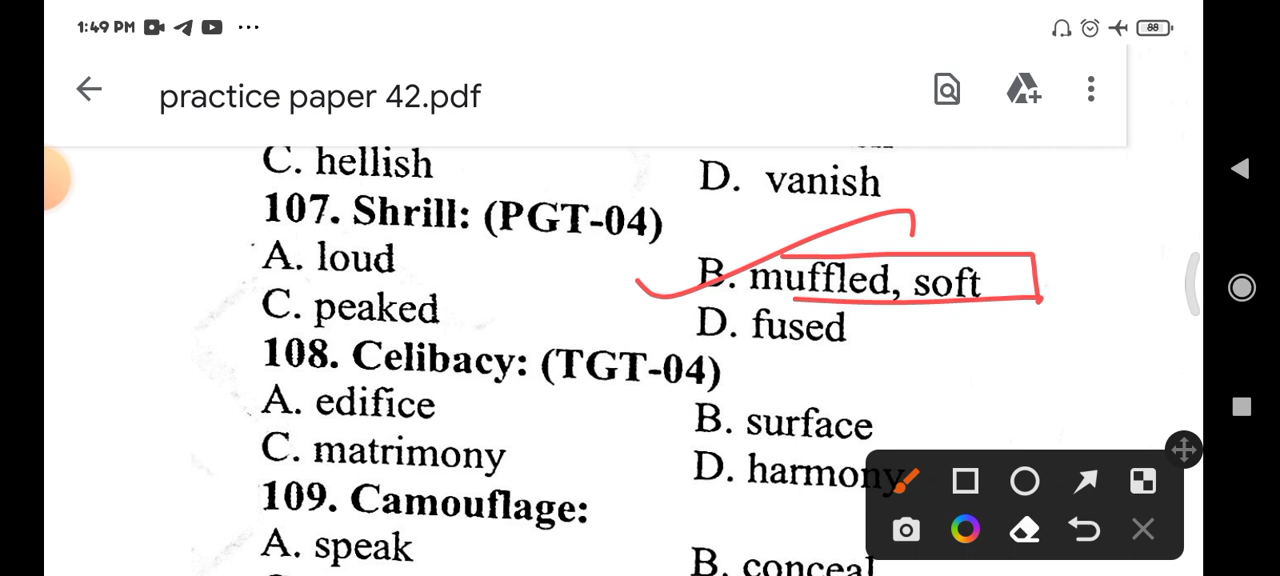 1:49 PM ... 88
practice paper 42.pdf
C. hellish D. vanish
107. Shrill: (PGT-04)
A. loud B. muffled, soft
C. peaked D. fused
108. Celibacy: (TGT-04)
A. edifice B. surface
C. matrimony D. harmony
109. Camouflage:
A. speak B. conceal